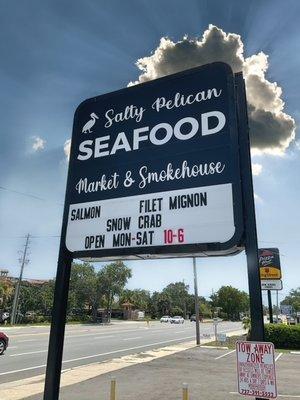 Salty Pelican
SEAFOOD
Market & Smokehouse
SALMON FILET MIGNON
SNOW CRAB
OPEN MON-SAT 10-6
TOW AWAY
ZONE